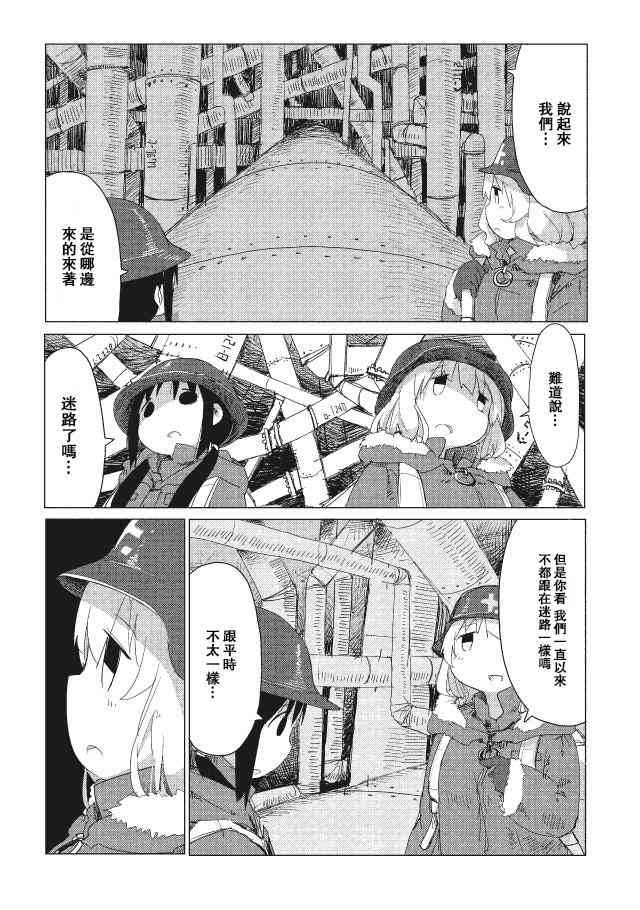 說起來
我們…
是從哪邊
來的來著
難道說…
迷路了嗎…
但是你看 我們一直以來
不都跟在迷路一樣嗎
跟平時
不太一樣…
B-12
D-1240